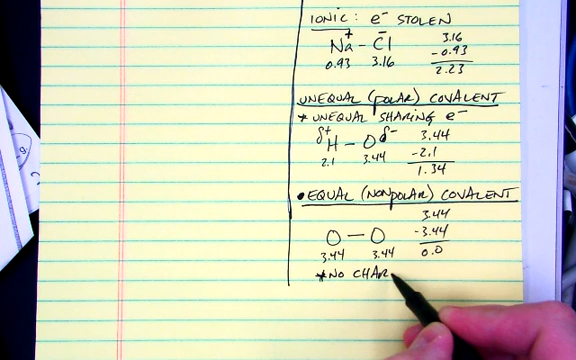 IONIC: e⁻ STOLEN
Na⁺ - Cl⁻
0.93 3.16
3.16
-0.93
2.23
UNEQUAL (POLAR) COVALENT
* UNEQUAL SHARING e⁻
δ⁺H - Oδ⁻
2.1 3.44
3.44
-2.1
1.34
• EQUAL (NONPOLAR) COVALENT
O - O
3.44 3.44
3.44
-3.44
0.0
*NO CHAR